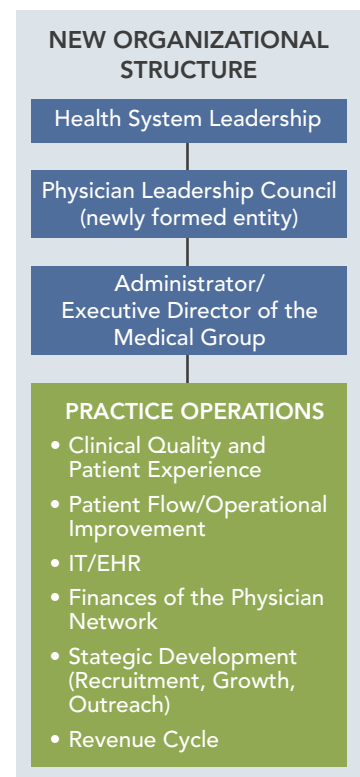 NEW ORGANIZATIONAL
STRUCTURE
Health System Leadership
Physician Leadership Council
(newly formed entity)
Administrator/
Executive Director of the
Medical Group
PRACTICE OPERATIONS
• Clinical Quality and
Patient Experience
• Patient Flow/Operational
Improvement
• IT/EHR
• Finances of the Physician
Network
• Stategic Development
(Recruitment, Growth,
Outreach)
• Revenue Cycle